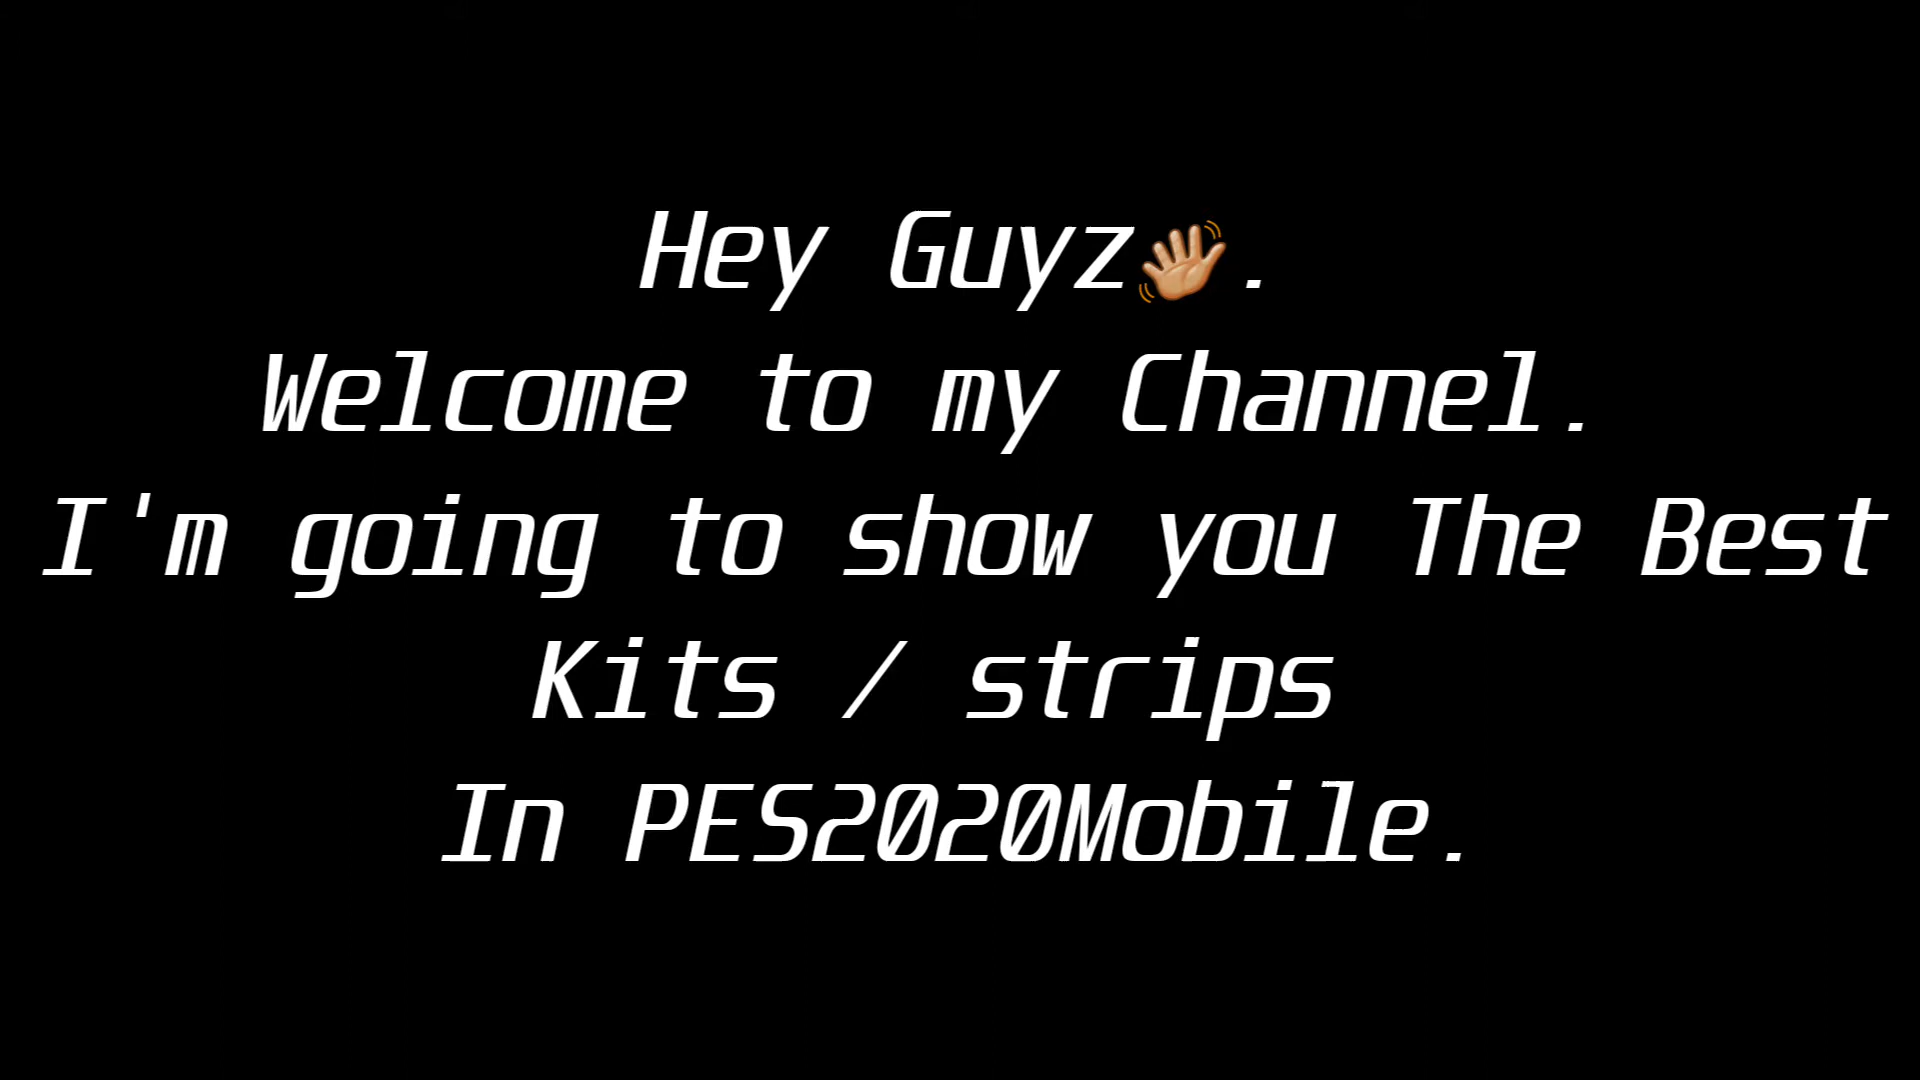 Hey Guyz👋🏼.
Welcome to my Channel.
I'm going to show you The Best
Kits / strips
In PES2020Mobile.